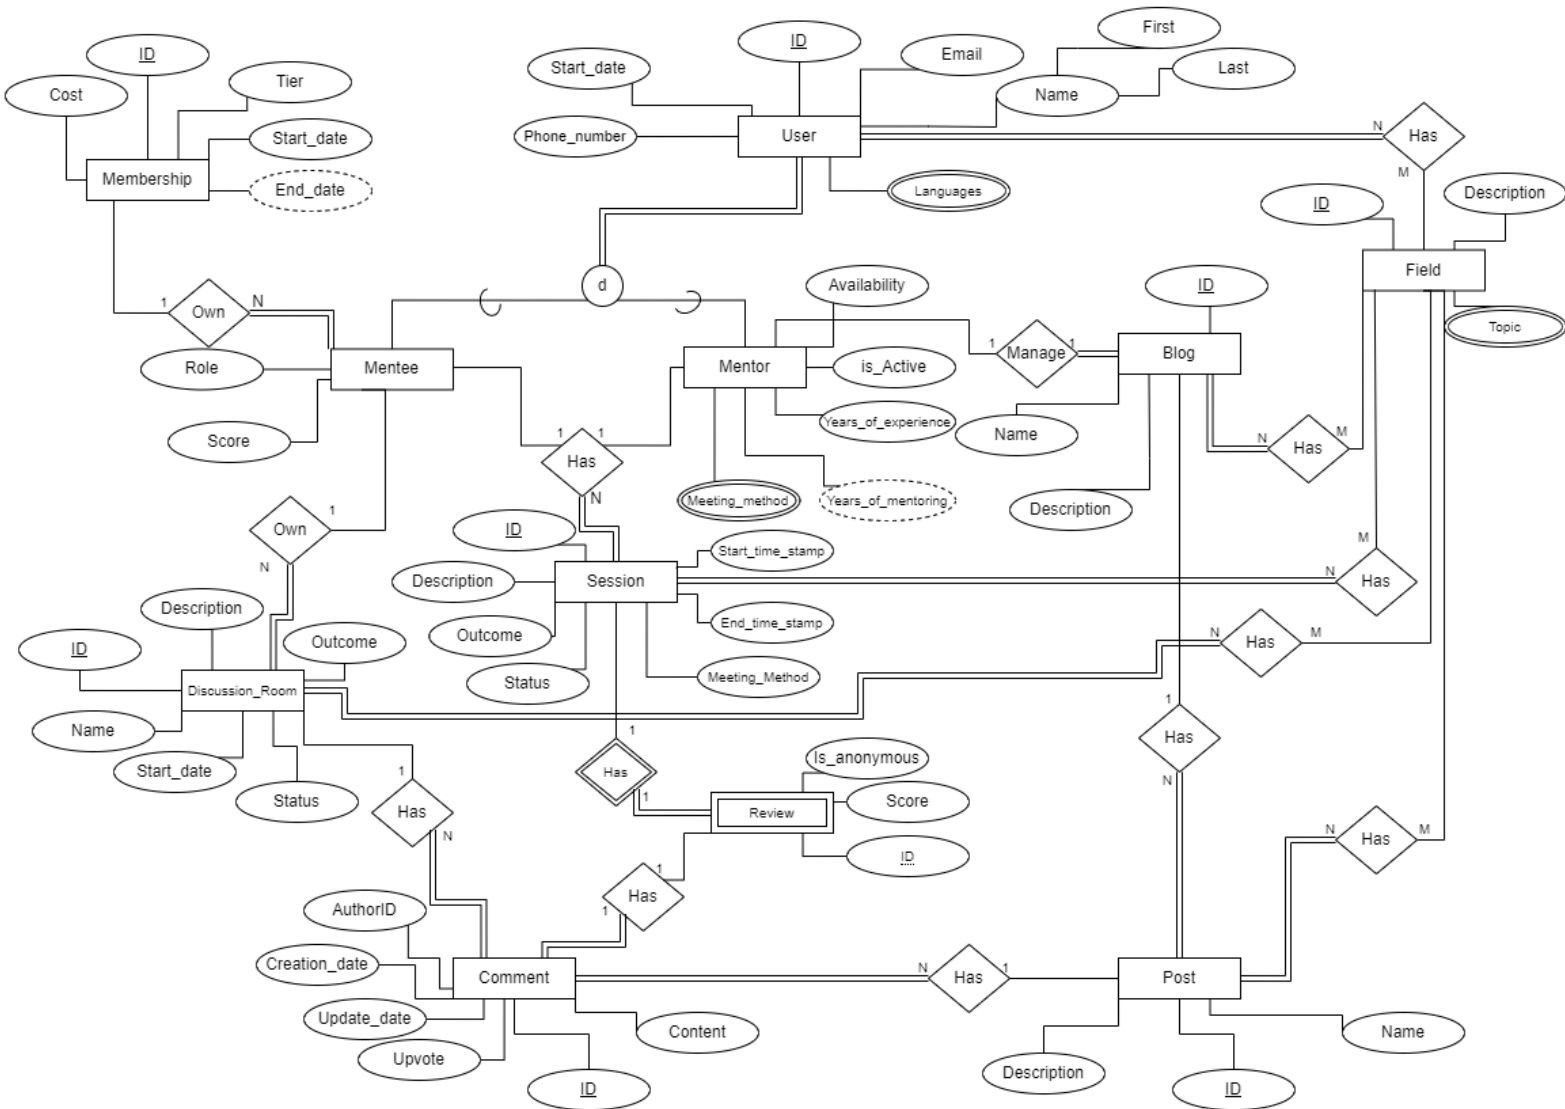 First
ID
Email
Last
Start_date
Name
ID
Tier
Cost
Start_date
Phone_number
User
N
Has
M
Membership
End_date
Languages
ID
Description
Field
Topic
d
Availability
ID
1
Own
N
Role
Mentee
Mentor
is_Active
1
Manage
1
Blog
Score
Years_of_experience
Name
1
1
Has
N
N
Has
M
Meeting_method
Years_of_mentoring
Description
Own
1
N
ID
Start_time_stamp
Description
Session
N
Has
M
Outcome
End_time_stamp
Status
Meeting_Method
Description
Outcome
ID
Discussion_Room
N
Has
M
Name
Start_date
Status
1
Has
N
1
Has
1
Is_anonymous
Score
Review
ID
1
Has
N
N
Has
M
1
Has
1
AuthorID
Creation_date
Comment
N
Has
1
Post
Update_date
Upvote
Content
ID
Name
Description
ID